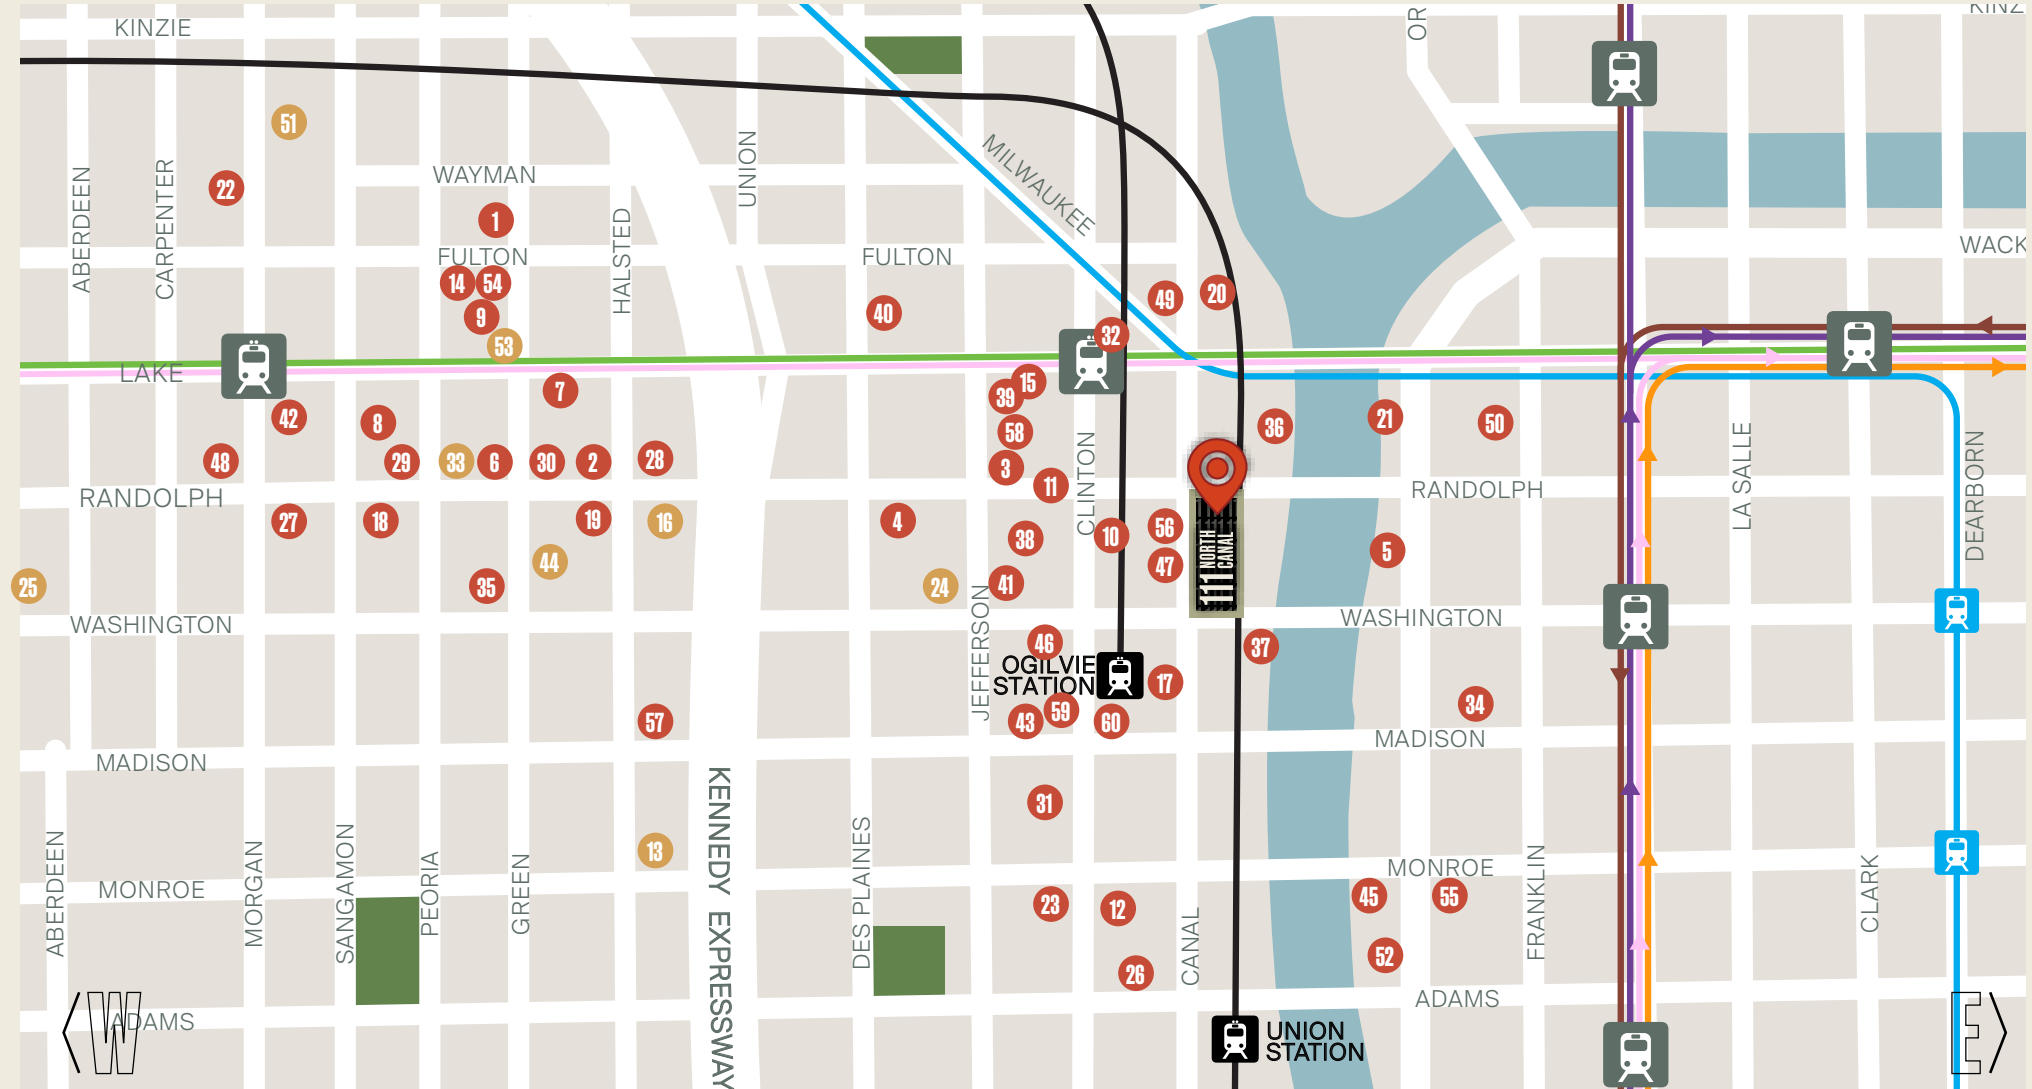 KINZIE
OR
KINZ
51
MILWAUKEE
UNION
WAYMAN
22
ABERDEEN
CARPENTER
1
HALSTED
FULTON
FULTON
WACK
14
54
49
20
9
40
32
53
LAKE
7
15
39
42
8
58
36
21
50
48
29
33
6
30
2
28
3
11
CLINTON
LA SALLE
DEARBORN
RANDOLPH
RANDOLPH
27
18
19
16
4
38
10
56
5
44
47
111 NORTH
CANAL
25
35
24
41
WASHINGTON
WASHINGTON
JEFFERSON
46
37
OGILVIE
STATION
17
34
57
43
59
60
MADISON
MADISON
31
13
KENNEDY EXPRESSWAY
MONROE
MONROE
ABERDEEN
MORGAN
SANGAMON
PEORIA
GREEN
DES PLAINES
23
12
CANAL
45
55
FRANKLIN
CLARK
52
26
W
ADAMS
ADAMS
E
UNION
STATION